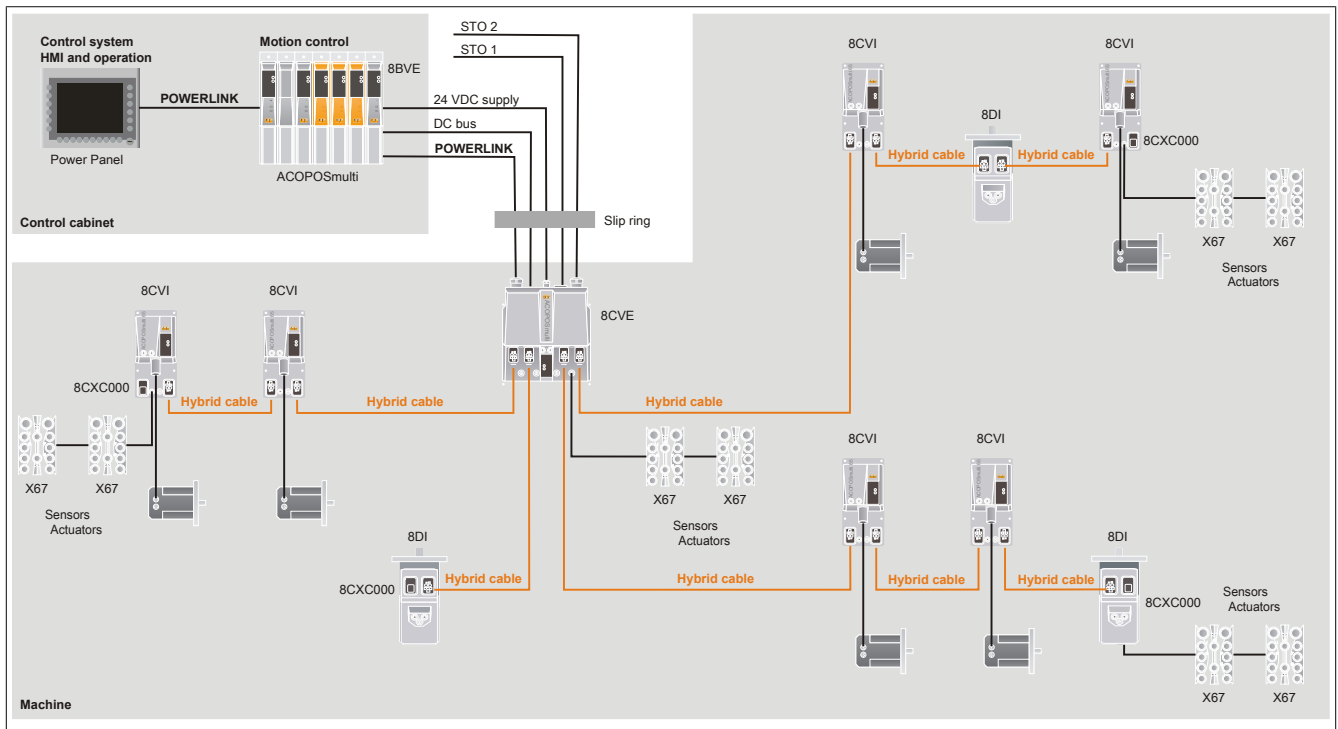 Control system
HMI and operation
POWERLINK
Power Panel
Control cabinet
Motion control
8BVE
ACOPOSmulti
STO 2
STO 1
24 VDC supply
DC bus
POWERLINK
Slip ring
8CVE
ACOPOSmulti
8CVI
8DI
8CVI
Hybrid cable
Hybrid cable
8CXC000
X67
X67
Sensors
Actuators
8CVI
8CVI
8CXC000
Hybrid cable
Hybrid cable
Hybrid cable
X67
X67
Sensors
Actuators
X67
X67
Sensors
Actuators
8DI
8CXC000
Hybrid cable
Hybrid cable
8CVI
8CVI
8DI
Hybrid cable
Hybrid cable
8CXC000
Sensors
Actuators
X67
X67
Machine